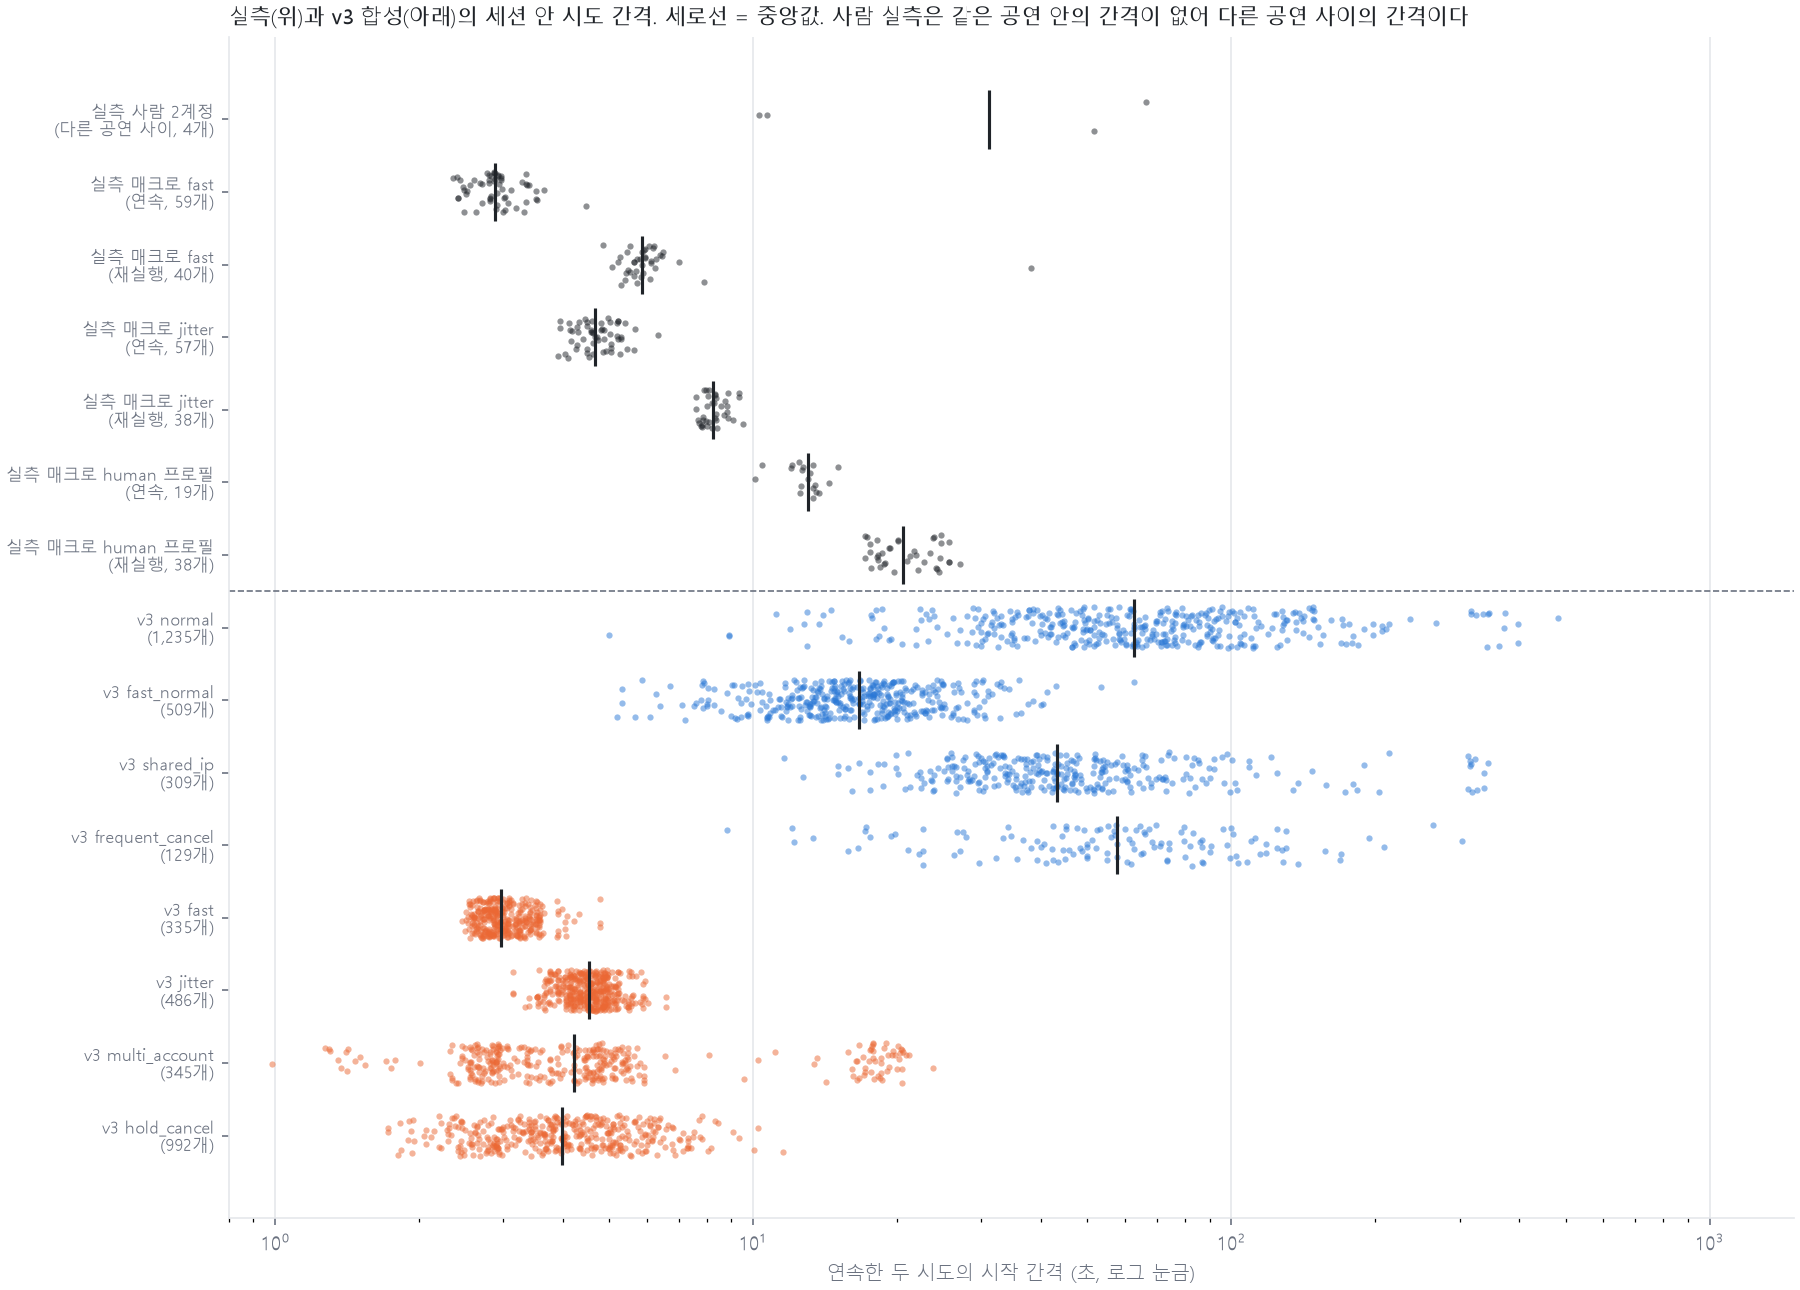 실측(위)과 v3 합성(아래)의 세션 안 시도 간격. 세로선 = 중앙값. 사람 실측은 같은 공연 안의 간격이 없어 다른 공연 사이의 간격이다
실측 사람 2계정
(다른 공연 사이, 4개)
실측 매크로 fast
(연속, 59개)
실측 매크로 fast
(재실행, 40개)
실측 매크로 jitter
(연속, 57개)
실측 매크로 jitter
(재실행, 38개)
실측 매크로 human 프로필
(연속, 19개)
실측 매크로 human 프로필
(재실행, 38개)
v3 normal
(1,235개)
v3 fast_normal
(509개)
v3 shared_ip
(309개)
v3 frequent_cancel
(129개)
v3 fast
(335개)
v3 jitter
(486개)
v3 multi_account
(345개)
v3 hold_cancel
(992개)
10⁰ 10¹ 10² 10³
연속한 두 시도의 시작 간격 (초, 로그 눈금)